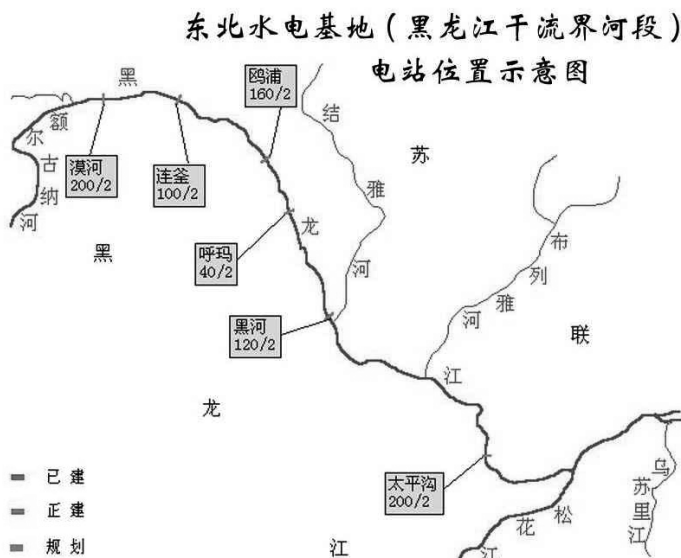 东北水电基地(黑龙江干流界河段)
电站位置示意图
黑
鸥浦
160/2
结
雅
河
苏
额
尔
古
纳
河
漠河
200/2
连釜
100/2
龙
布
列
雅
河
黑
呼玛
40/2
黑河
120/2
联
江
龙
太平沟
200/2
乌
苏
里
江
松
花
江
已建
正建
规划
江